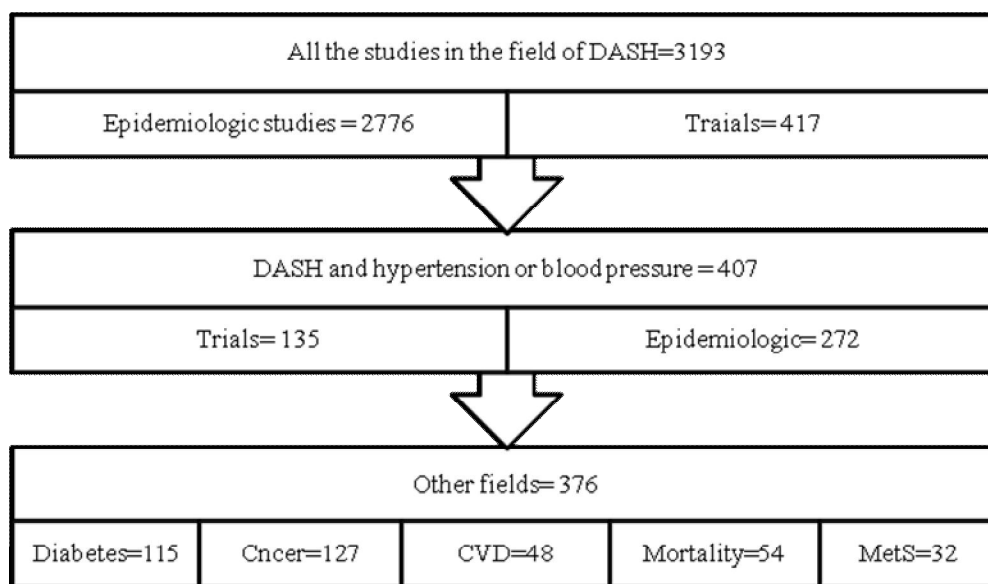 All the studies in the field of DASH=3193
Epidemiologic studies = 2776
Traials=417
DASH and hypertension or blood pressure = 407
Trials= 135
Epidemiologic= 272
Other fields= 376
Diabetes=115
Cncer=127
CVD=48
Mortality=54
MetS=32